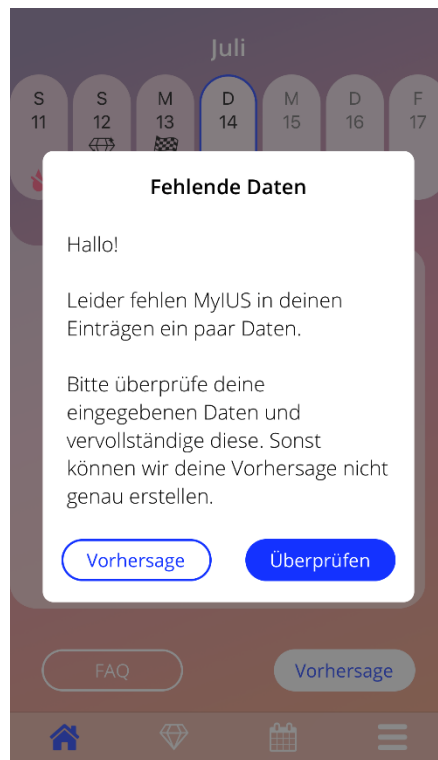 Juli
S S M D M D F
11 12 13 14 15 16 17
Fehlende Daten
Hallo!
Leider fehlen MyIUS in deinen
Einträgen ein paar Daten.
Bitte überprüfe deine
eingegebenen Daten und
vervollständige diese. Sonst
können wir deine Vorhersage nicht
genau erstellen.
Vorhersage Überprüfen
FAQ Vorhersage